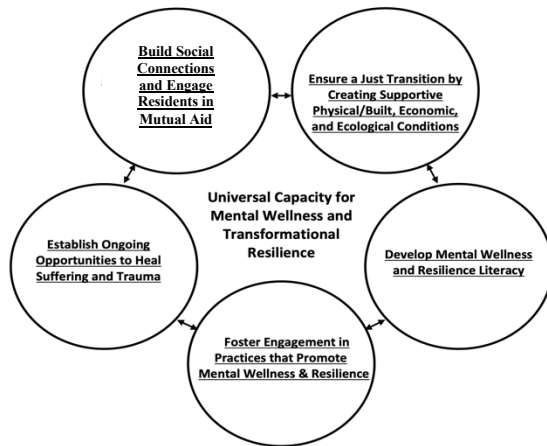 Build Social
Connections
and Engage
Residents in
Mutual Aid
Ensure a Just Transition by
Creating Supportive
Physical/Built, Economic,
and Ecological Conditions
Universal Capacity for
Mental Wellness and
Transformational
Resilience
Establish Ongoing
Opportunities to Heal
Suffering and Trauma
Develop Mental Wellness
and Resilience Literacy
Foster Engagement in
Practices that Promote
Mental Wellness & Resilience